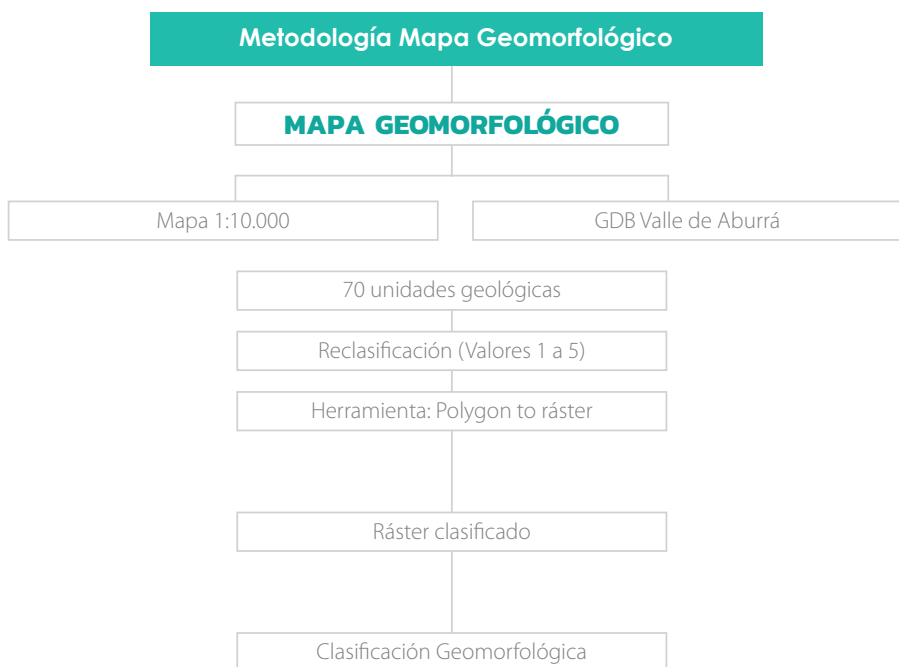 Metodología Mapa Geomorfológico
MAPA GEOMORFOLÓGICO
Mapa 1:10.000
GDB Valle de Aburrá
70 unidades geológicas
Reclasificación (Valores 1 a 5)
Herramienta: Polygon to ráster
Ráster clasificado
Clasificación Geomorfológica